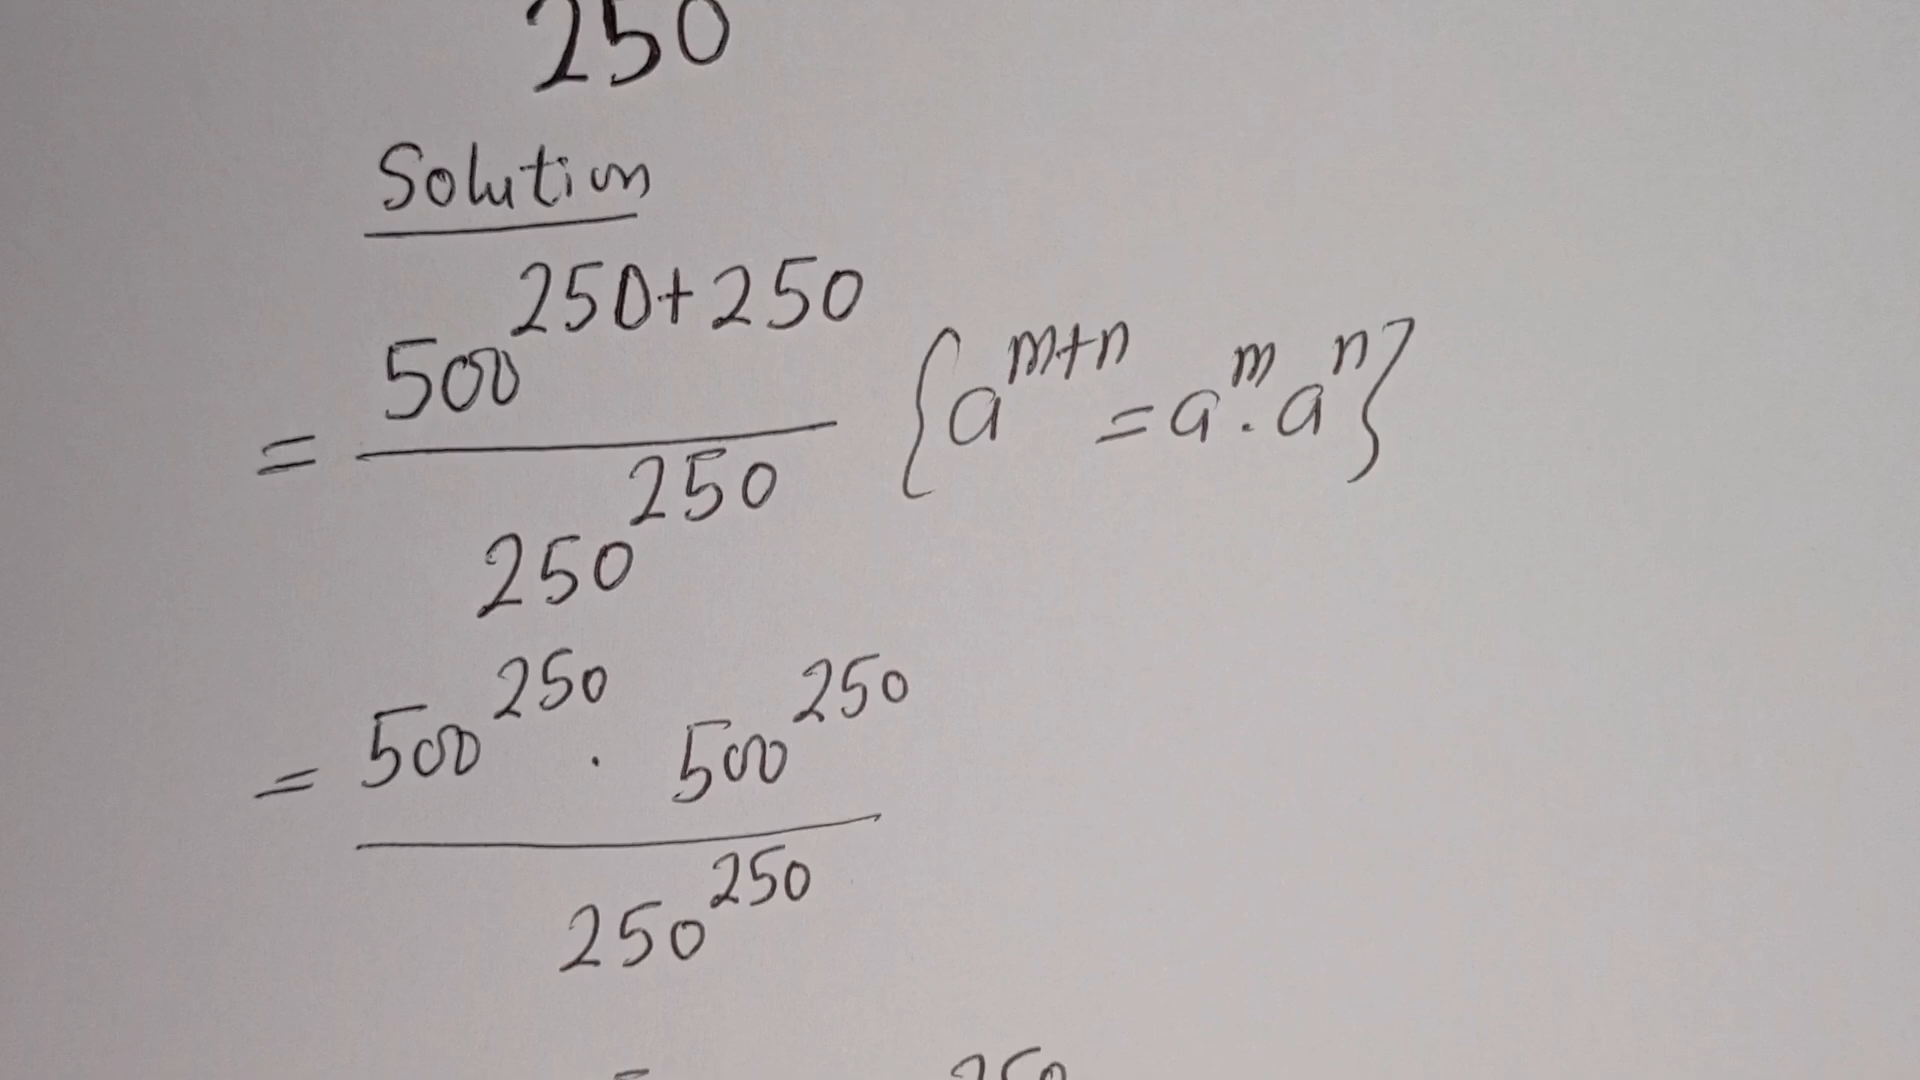 250
Solution
= 500^{250+250} / 250^{250} {a^{m+n} = a^m . a^n}
= 500^{250} . 500^{250} / 250^{250}